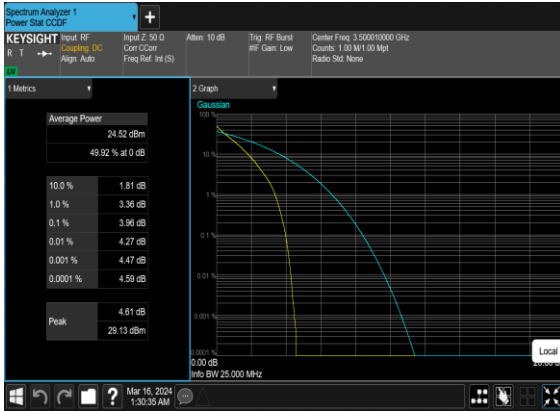 Spectrum Analyzer 1
Power Stat CCDF
+
KEYSIGHT
R T
Input: RF
Coupling: DC
Align: Auto
Input Z: 50 Ω
Corr CCorr
Freq Ref: Int (S)
Atten: 10 dB
Trig: RF Burst
#IF Gain: Low
Center Freq: 3.500010000 GHz
Counts: 1.00 M/1.00 Mpt
Radio Std: None
1 Metrics
Average Power
24.52 dBm
49.92 % at 0 dB
10.0 % 1.81 dB
1.0 % 3.36 dB
0.1 % 3.96 dB
0.01 % 4.27 dB
0.001 % 4.47 dB
0.0001 % 4.59 dB
Peak
4.61 dB
29.13 dBm
2 Graph
Gaussian
100 %
10 %
1 %
0.1 %
0.01 %
0.001 %
0.0001 %
0.00 dB
Info BW 25.000 MHz
Local
?
Mar 16, 2024
1:30:35 AM